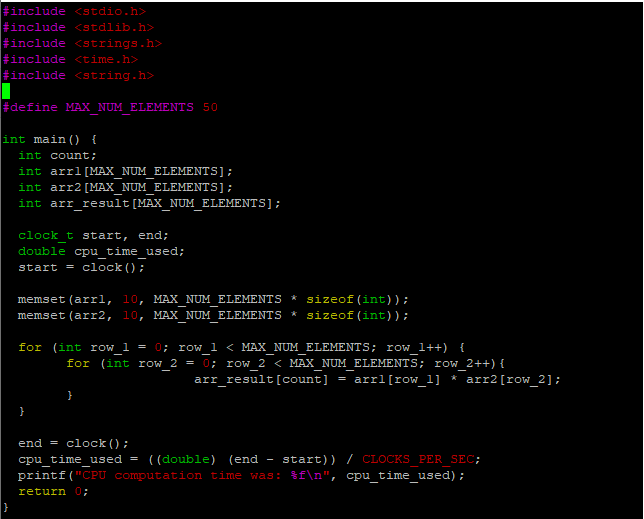 #include <stdio.h>
#include <stdlib.h>
#include <strings.h>
#include <time.h>
#include <string.h>

#define MAX_NUM_ELEMENTS 50

int main() {
  int count;
  int arr1[MAX_NUM_ELEMENTS];
  int arr2[MAX_NUM_ELEMENTS];
  int arr_result[MAX_NUM_ELEMENTS];

  clock_t start, end;
  double cpu_time_used;
  start = clock();

  memset(arr1, 10, MAX_NUM_ELEMENTS * sizeof(int));
  memset(arr2, 10, MAX_NUM_ELEMENTS * sizeof(int));

  for (int row_1 = 0; row_1 < MAX_NUM_ELEMENTS; row_1++) {
        for (int row_2 = 0; row_2 < MAX_NUM_ELEMENTS; row_2++){
                        arr_result[count] = arr1[row_1] * arr2[row_2];
        }
  }

  end = clock();
  cpu_time_used = ((double) (end - start)) / CLOCKS_PER_SEC;
  printf("CPU computation time was: %f\n", cpu_time_used);
  return 0;
}